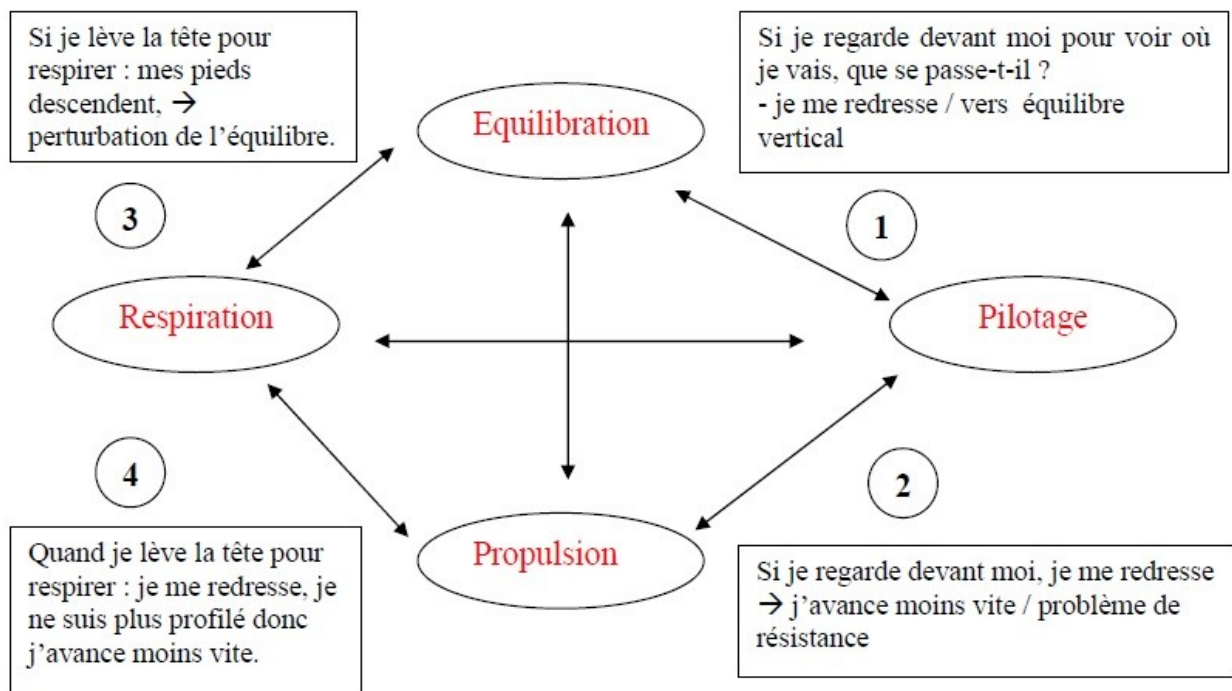 Si je lève la tête pour
respirer : mes pieds
descendent, →
perturbation de l’équilibre.
Equilibration
Si je regarde devant moi pour voir où
je vais, que se passe-t-il ?
- je me redresse / vers équilibre
vertical
3
1
Respiration
Pilotage
4
2
Quand je lève la tête pour
respirer : je me redresse, je
ne suis plus profilé donc
j’avance moins vite.
Propulsion
Si je regarde devant moi, je me redresse
→ j’avance moins vite / problème de
résistance